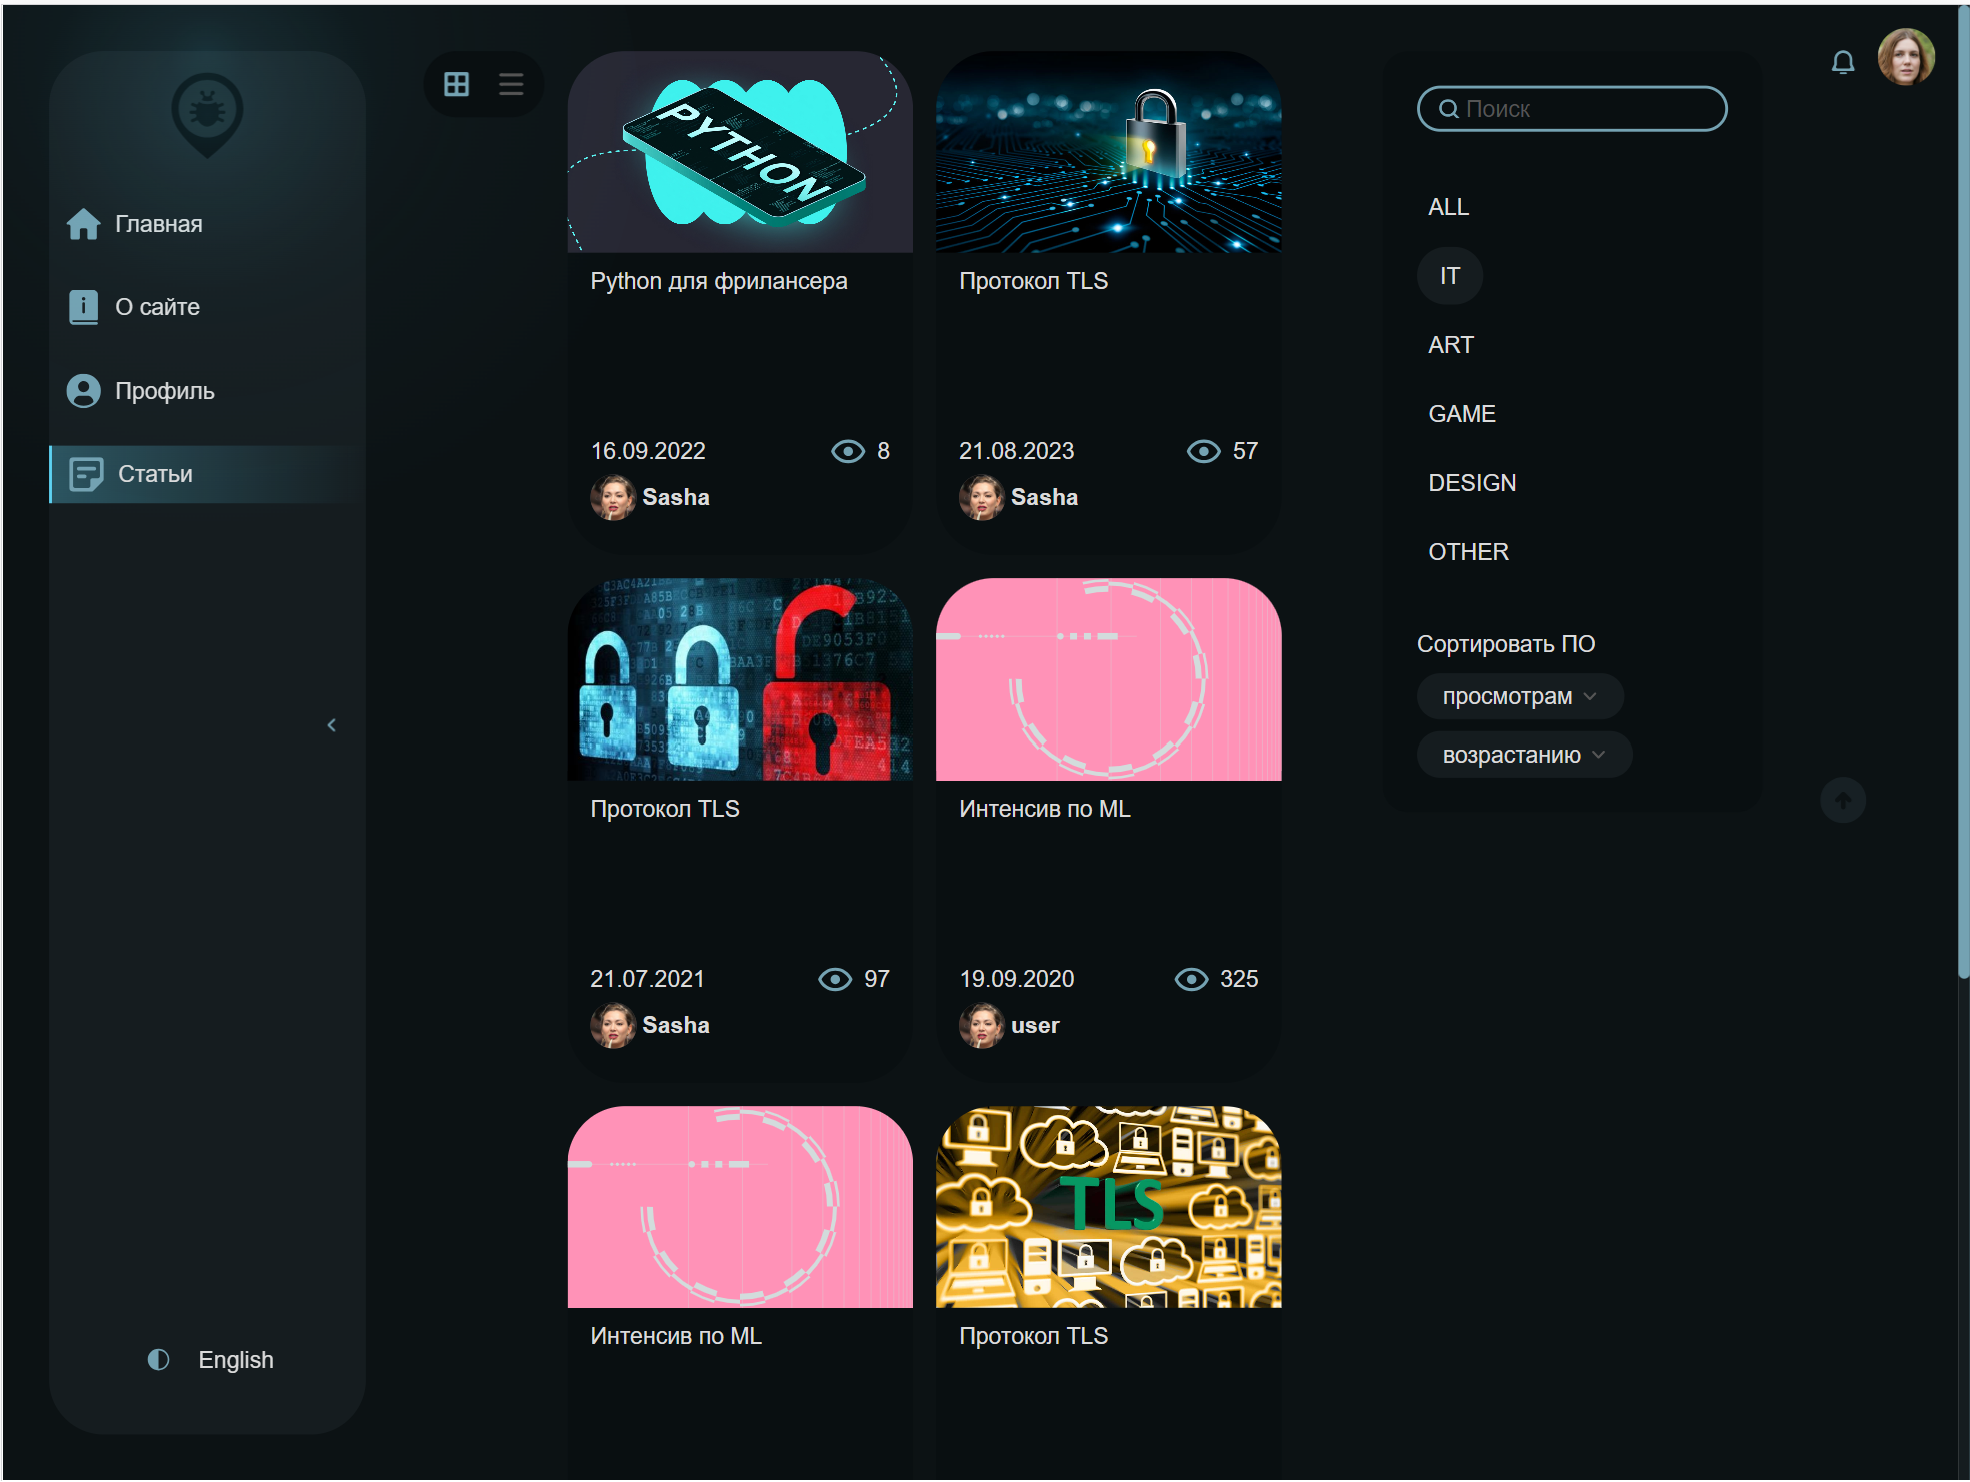 Главная
О сайте
Профиль
Статьи
English
PYTHON
Python для фрилансера
16.09.2022 8
Sasha
Протокол TLS
21.08.2023 57
Sasha
Протокол TLS
21.07.2021 97
Sasha
Интенсив по ML
19.09.2020 325
user
Интенсив по ML
TLS
Протокол TLS
Поиск
ALL
IT
ART
GAME
DESIGN
OTHER
Сортировать ПО
просмотрам
возрастанию